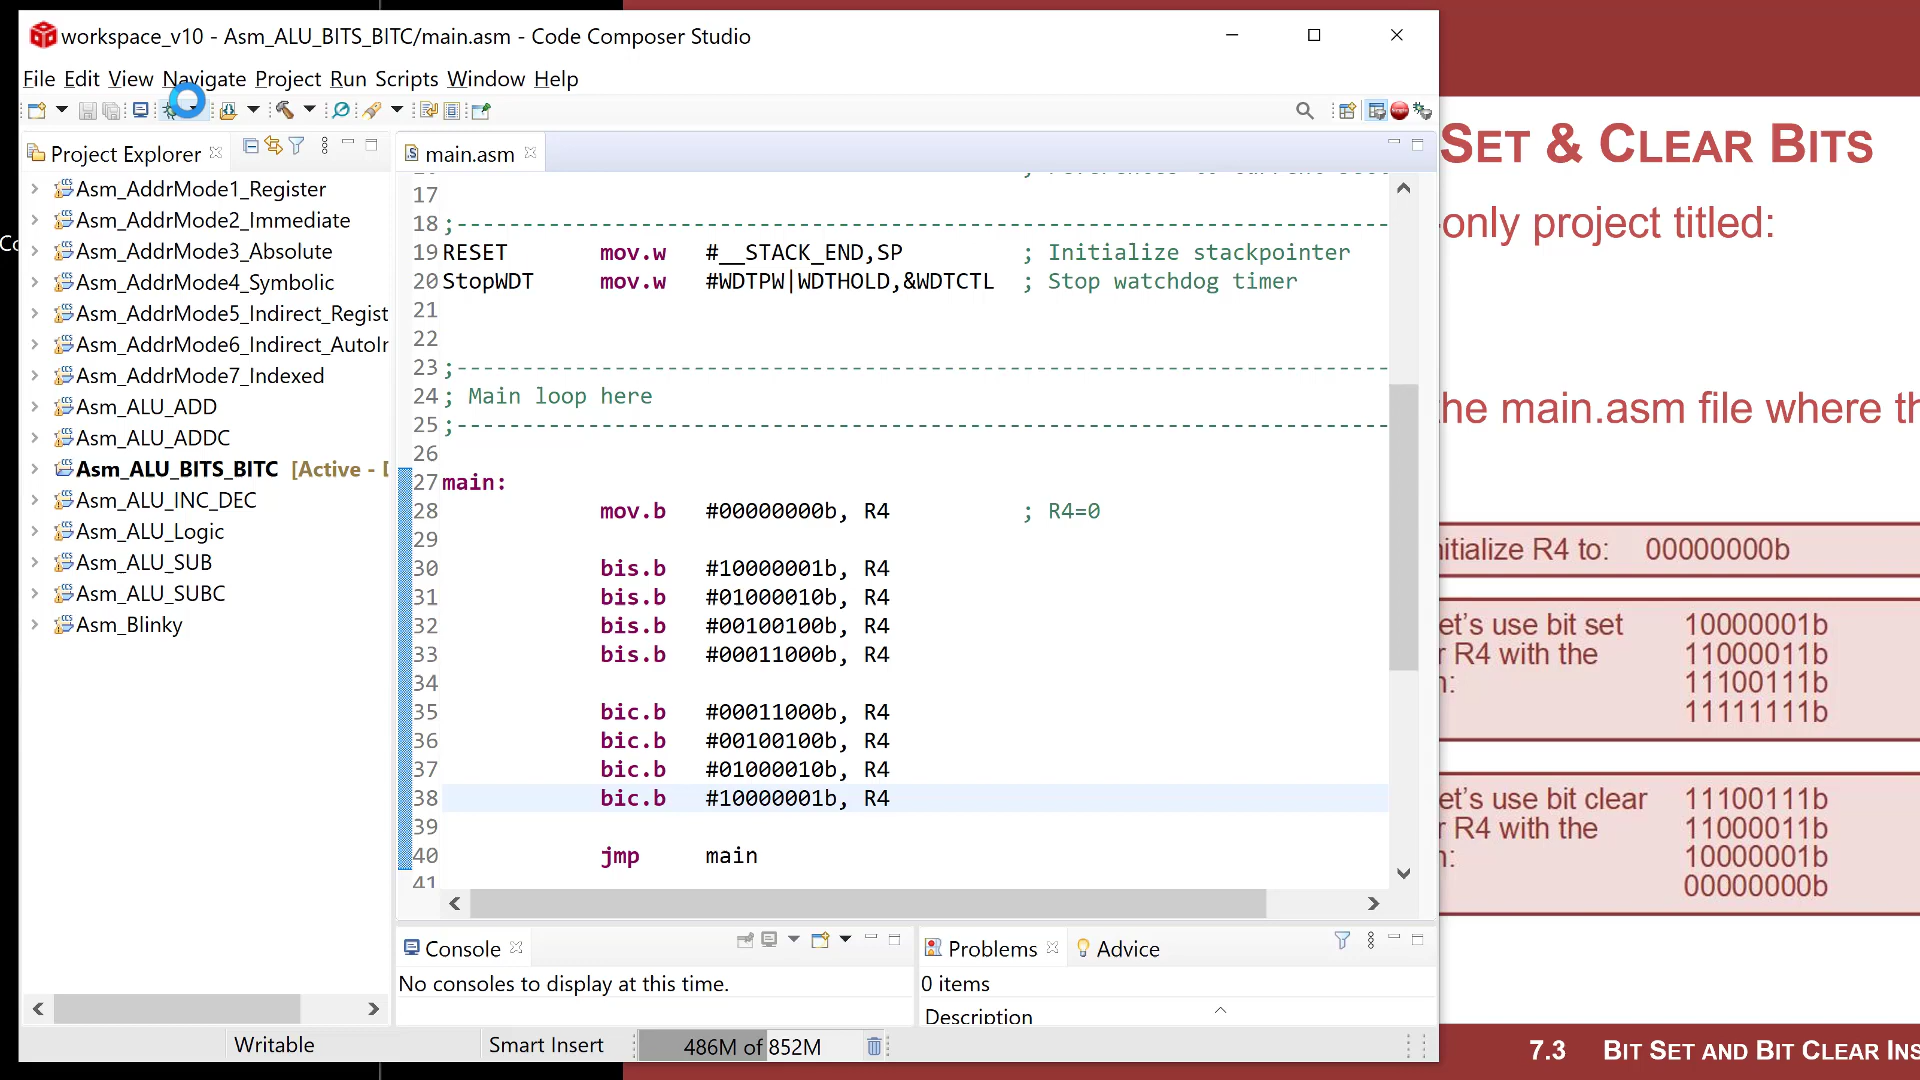 workspace_v10 - Asm_ALU_BITS_BITC/main.asm - Code Composer Studio
File Edit View Navigate Project Run Scripts Window Help
Project Explorer
Asm_AddrMode1_Register
Asm_AddrMode2_Immediate
Asm_AddrMode3_Absolute
Asm_AddrMode4_Symbolic
Asm_AddrMode5_Indirect_Regist
Asm_AddrMode6_Indirect_AutoIr
Asm_AddrMode7_Indexed
Asm_ALU_ADD
Asm_ALU_ADDC
Asm_ALU_BITS_BITC [Active - D
Asm_ALU_INC_DEC
Asm_ALU_Logic
Asm_ALU_SUB
Asm_ALU_SUBC
Asm_Blinky
main.asm
17
18 ;-----------------------------------------------------------------------
19 RESET mov.w #__STACK_END,SP ; Initialize stackpointer
20 StopWDT mov.w #WDTPW|WDTHOLD,&WDTCTL ; Stop watchdog timer
21
22
23 ;-----------------------------------------------------------------------
24 ; Main loop here
25 ;-----------------------------------------------------------------------
26
27 main:
28 mov.b #00000000b, R4 ; R4=0
29
30 bis.b #10000001b, R4
31 bis.b #01000010b, R4
32 bis.b #00100100b, R4
33 bis.b #00011000b, R4
34
35 bic.b #00011000b, R4
36 bic.b #00100100b, R4
37 bic.b #01000010b, R4
38 bic.b #10000001b, R4
39
40 jmp main
41
Console
No consoles to display at this time.
Problems Advice
0 items
Description
Writable Smart Insert 486M of 852M
SET & CLEAR BITS
only project titled:
the main.asm file where th
nitialize R4 to: 00000000b
et's use bit set 10000001b
r R4 with the 11000011b
n: 11100111b
11111111b
et's use bit clear 11100111b
r R4 with the 11000011b
n: 10000001b
00000000b
7.3 BIT SET AND BIT CLEAR INS